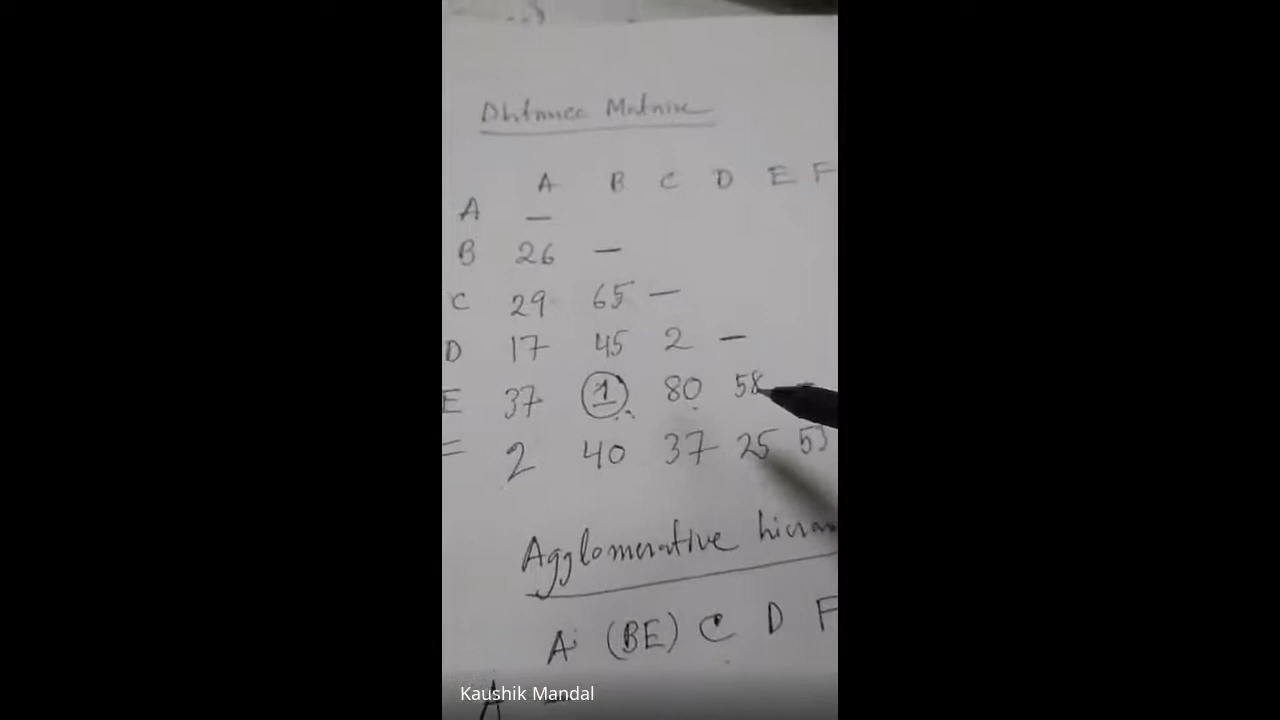 Distance Matrix
A B C D E F
A —
B 26 —
C 29 65 —
D 17 45 2 —
E 37 1 80 58
2 40 37 25 53
Agglomerative
A (BE) C D F
A —
Kaushik Mandal